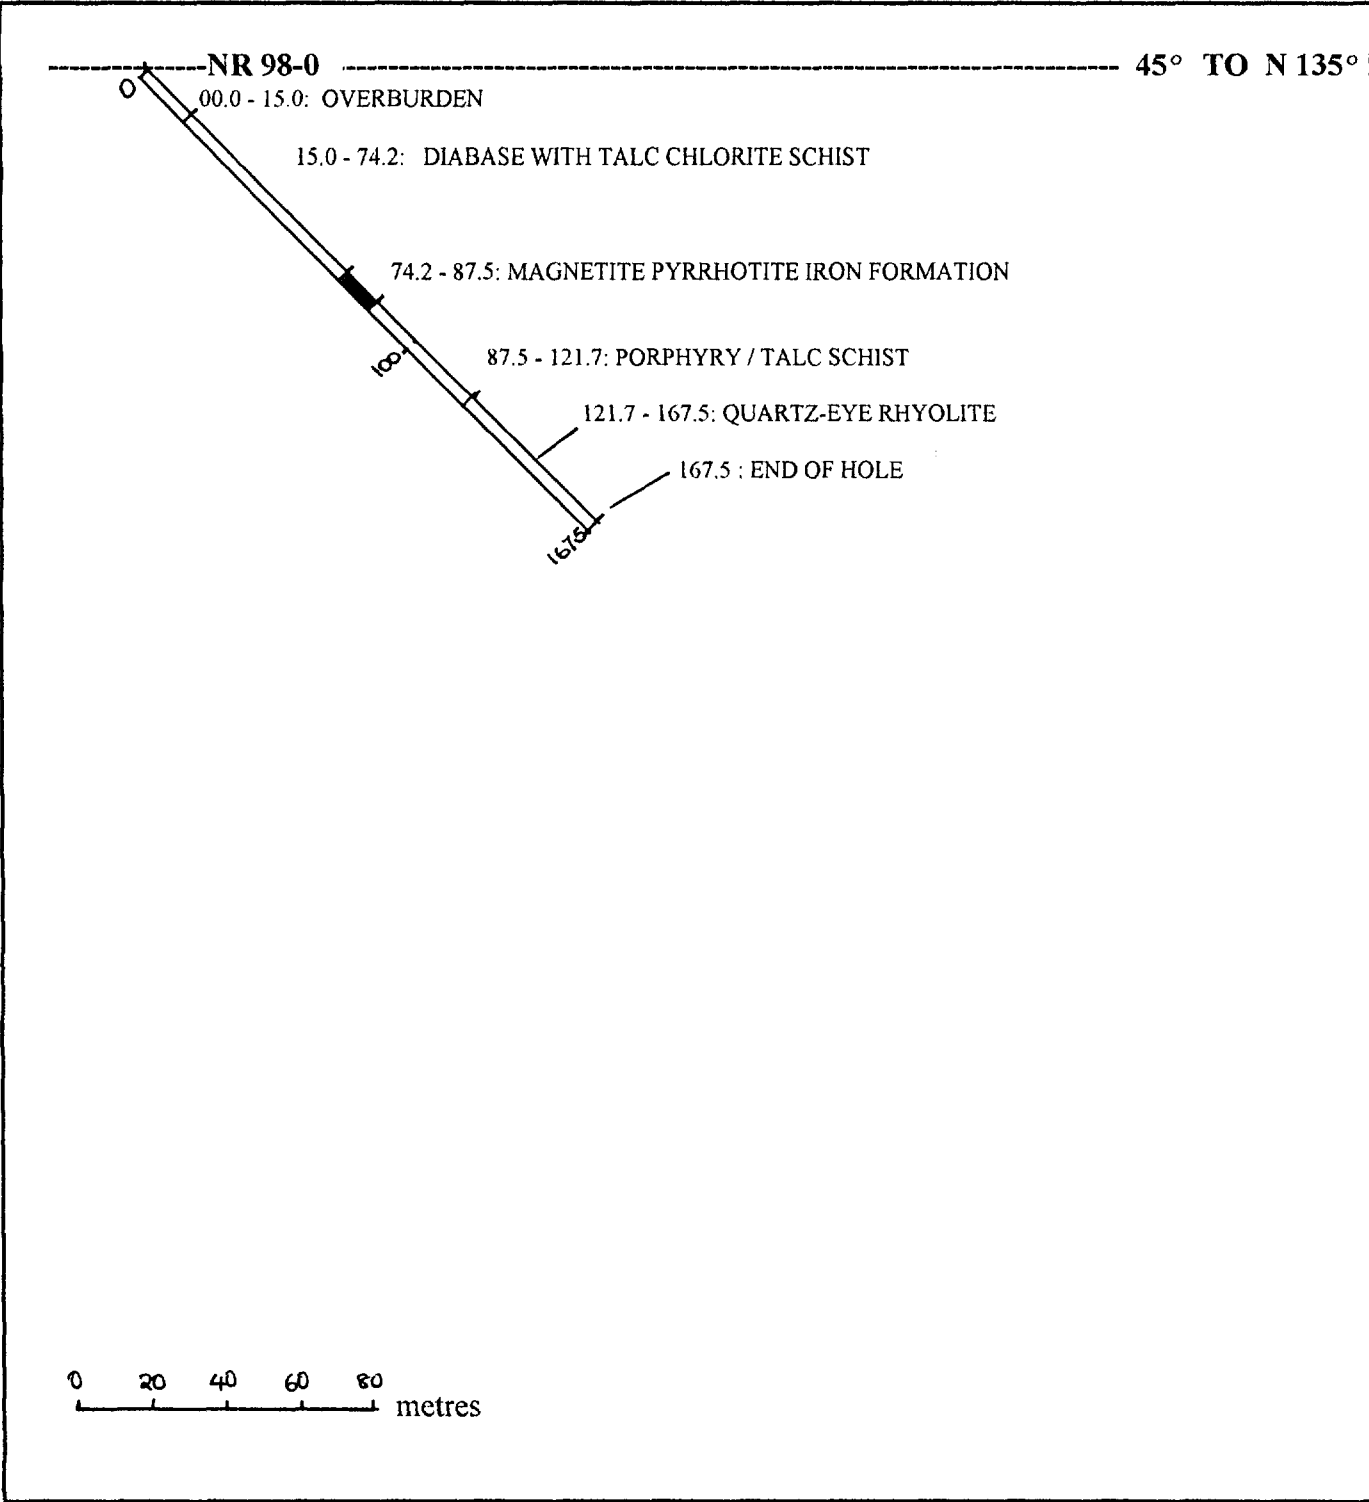 NR 98-0 45° TO N 135°
0
00.0 - 15.0: OVERBURDEN
15.0 - 74.2: DIABASE WITH TALC CHLORITE SCHIST
74.2 - 87.5: MAGNETITE PYRRHOTITE IRON FORMATION
100
87.5 - 121.7: PORPHYRY / TALC SCHIST
121.7 - 167.5: QUARTZ-EYE RHYOLITE
167.5 : END OF HOLE
167.5
0 20 40 60 80
metres